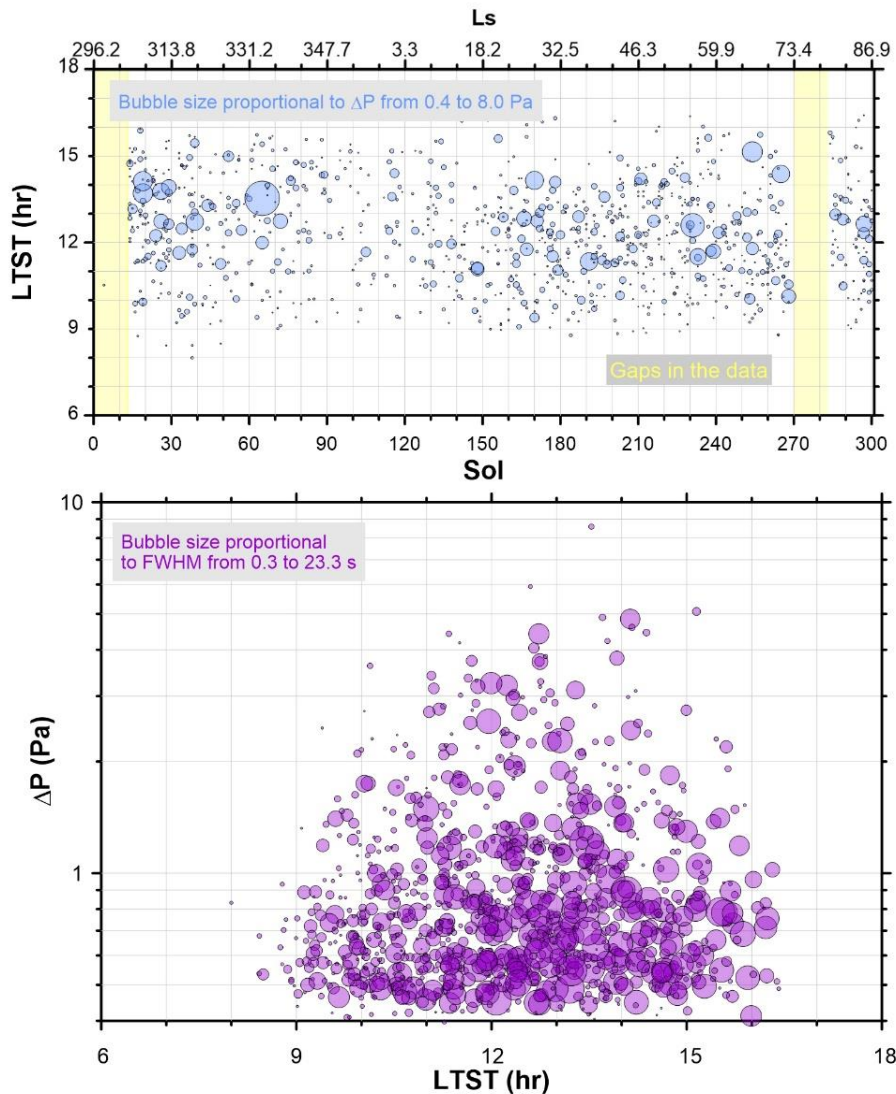 Ls
296.2 313.8 331.2 347.7 3.3 18.2 32.5 46.3 59.9 73.4 86.9
18
Bubble size proportional to ΔP from 0.4 to 8.0 Pa
15
LTST (hr)
12
9
Gaps in the data
6
0 30 60 90 120 150 180 210 240 270 300
Sol
10
Bubble size proportional
to FWHM from 0.3 to 23.3 s
ΔP (Pa)
1
6 9 12 15 18
LTST (hr)